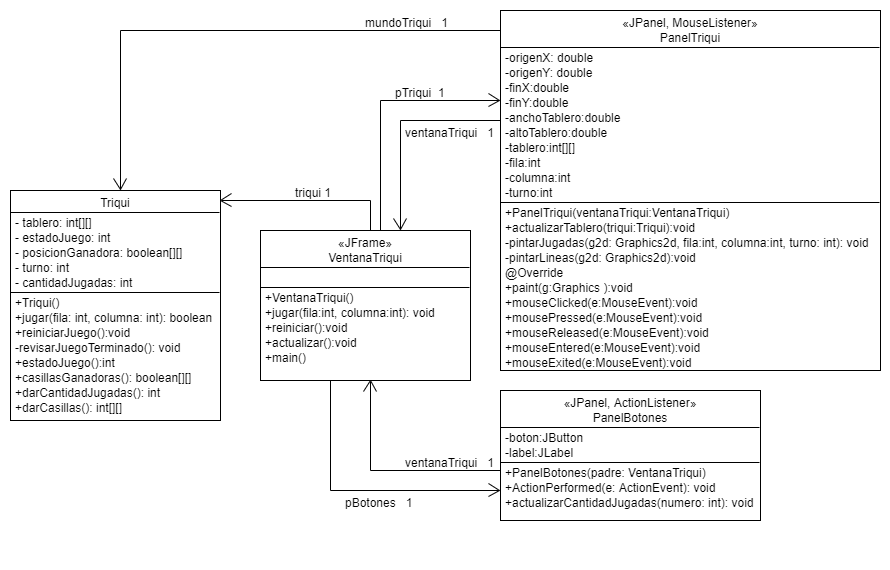 mundoTriqui 1
«JPanel, MouseListener»
PanelTriqui
-origenX: double
-origenY: double
-finX:double
-finY:double
-anchoTablero:double
-altoTablero:double
-tablero:int[][]
-fila:int
-columna:int
-turno:int
+PanelTriqui(ventanaTriqui:VentanaTriqui)
+actualizarTablero(triqui:Triqui):void
-pintarJugadas(g2d: Graphics2d, fila:int, columna:int, turno: int): void
-pintarLineas(g2d: Graphics2d):void
@Override
+paint(g:Graphics ):void
+mouseClicked(e:MouseEvent):void
+mousePressed(e:MouseEvent):void
+mouseReleased(e:MouseEvent):void
+mouseEntered(e:MouseEvent):void
+mouseExited(e:MouseEvent):void
pTriqui 1
ventanaTriqui 1
triqui 1
Triqui
- tablero: int[][]
- estadoJuego: int
- posicionGanadora: boolean[][]
- turno: int
- cantidadJugadas: int
+Triqui()
+jugar(fila: int, columna: int): boolean
+reiniciarJuego():void
-revisarJuegoTerminado(): void
+estadoJuego():int
+casillasGanadoras(): boolean[][]
+darCantidadJugadas(): int
+darCasillas(): int[][]
«JFrame»
VentanaTriqui
+VentanaTriqui()
+jugar(fila:int, columna:int): void
+reiniciar():void
+actualizar():void
+main()
ventanaTriqui 1
pBotones 1
«JPanel, ActionListener»
PanelBotones
-boton:JButton
-label:JLabel
+PanelBotones(padre: VentanaTriqui)
+ActionPerformed(e: ActionEvent): void
+actualizarCantidadJugadas(numero: int): void